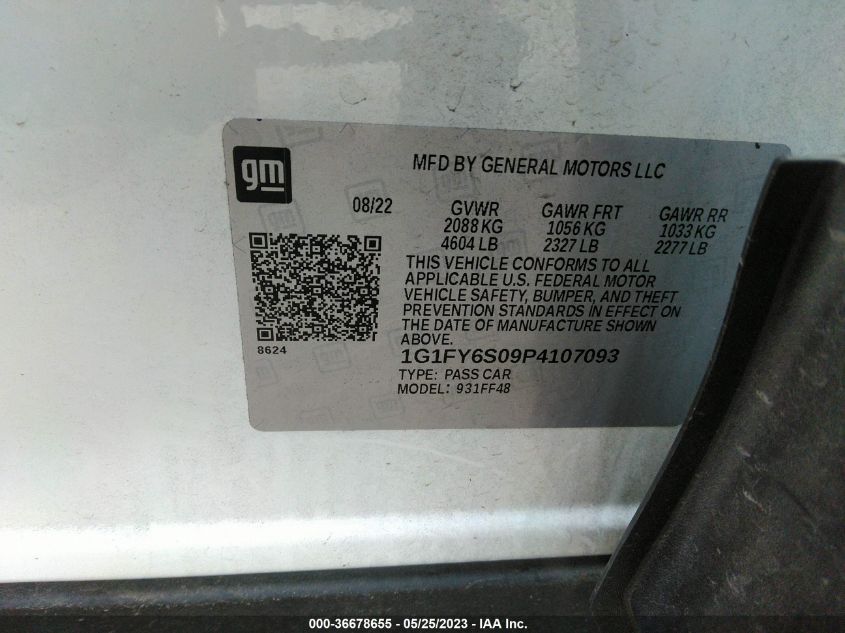 gm
MFD BY GENERAL MOTORS LLC
08/22 GVWR GAWR FRT GAWR RR
2088 KG 1056 KG 1033 KG
4604 LB 2327 LB 2277 LB
THIS VEHICLE CONFORMS TO ALL
APPLICABLE U.S. FEDERAL MOTOR
VEHICLE SAFETY, BUMPER, AND THEFT
PREVENTION STANDARDS IN EFFECT ON
THE DATE OF MANUFACTURE SHOWN
ABOVE.
8624
1G1FY6S09P4107093
TYPE: PASS CAR
MODEL: 931FF48
000-36678655 — 05/25/2023 — IAA Inc.